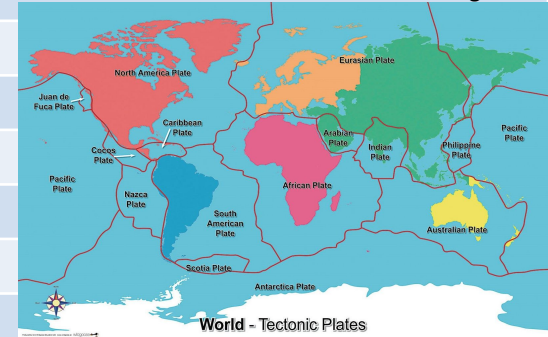 North America Plate
Eurasian Plate
Juan de
Fuca Plate
Caribbean
Plate
Cocos
Plate
Arabian
Plate
Indian
Plate
Philippine
Plate
Pacific
Plate
Pacific
Plate
Nazca
Plate
African Plate
South
American
Plate
Australian Plate
Scotia Plate
Antarctica Plate
World - Tectonic Plates